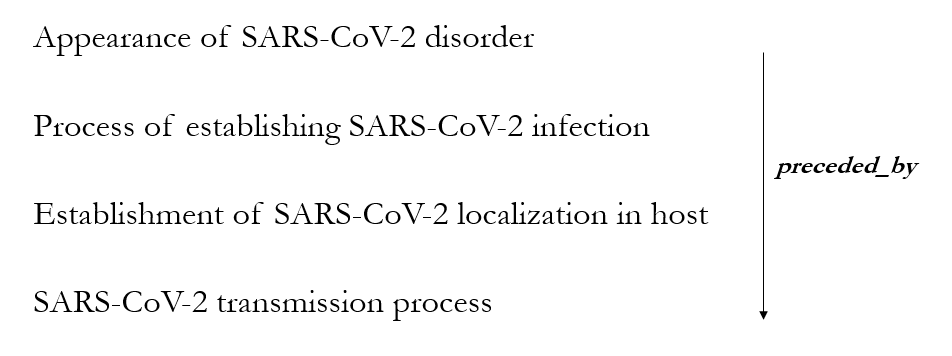 Appearance of SARS-CoV-2 disorder
Process of establishing SARS-CoV-2 infection
preceded_by
Establishment of SARS-CoV-2 localization in host
SARS-CoV-2 transmission process